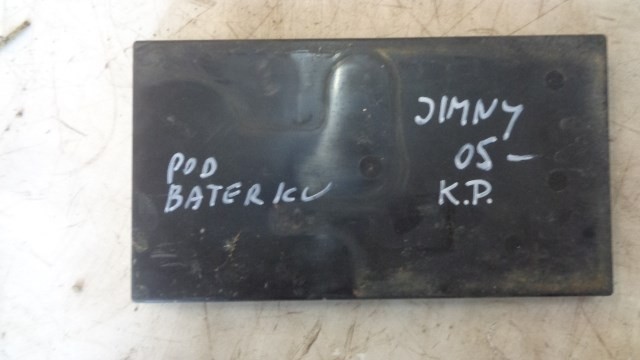 POD
BATERKU
JIMNY
05-
K.P.